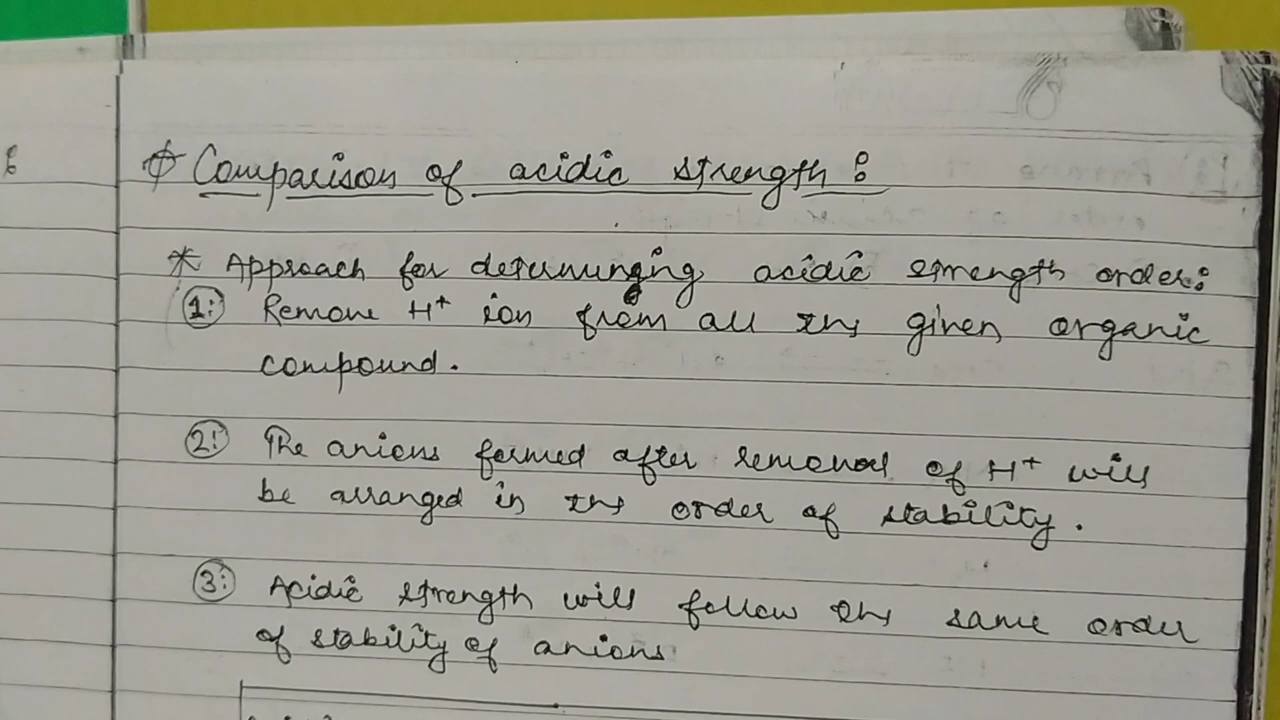 Comparison of acidic strength :
* Approach for determining acidic strength order:
1: Remove H+ ion from all the given organic
compound.
2: The anions formed after removal of H+ will
be arranged in the order of stability.
3: Acidic strength will follow the same order
of stability of anions